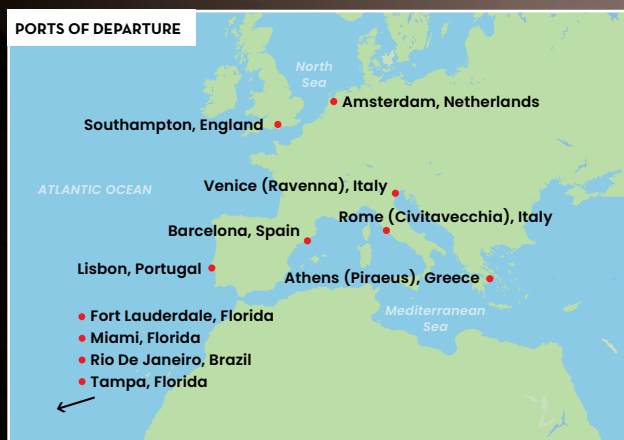 PORTS OF DEPARTURE
North
Sea
Amsterdam, Netherlands
Southampton, England
ATLANTIC OCEAN
Venice (Ravenna), Italy
Rome (Civitavecchia), Italy
Barcelona, Spain
Lisbon, Portugal
Athens (Piraeus), Greece
Mediterranean
Sea
Fort Lauderdale, Florida
Miami, Florida
Rio De Janeiro, Brazil
Tampa, Florida